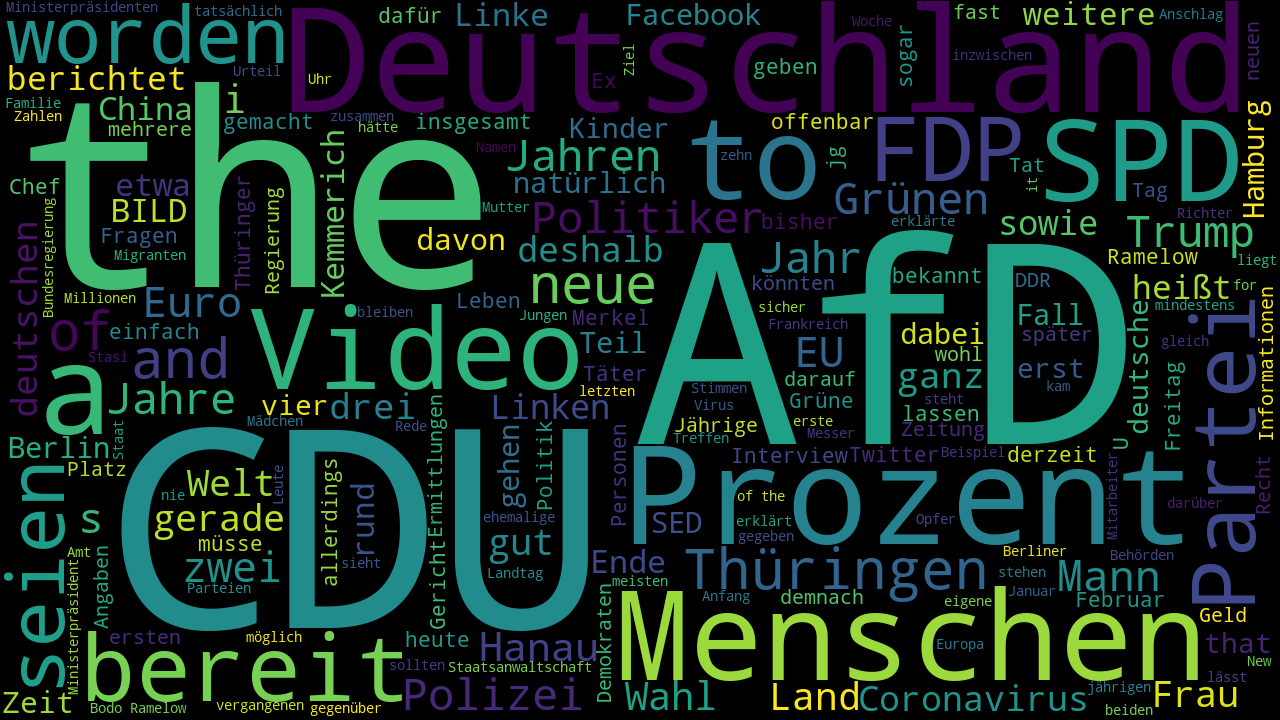 Ministerpräsidenten
worden
tatsächlich
Deutschland
dafür
Linke
Facebook
Woche
fast
weitere
Anschlag
berichtet
Urteil
Uhr
Ex
Ziel
geben
sogar
inzwischen
neuen
Familie
Zahlen
China
i
the
mehrere
gemacht
zusammen
hätte
insgesamt
Kinder
offenbar
FDP
SPD
Hamburg
Namen
Jahren
to
zehn
jg
Tat
it
Tag
Chef
etwa
BILD
Fragen
Migranten
Thüringer
Regierung
Kemmerich
natürlich
Grünen
Mutter
Politiker
bisher
erklärte
sowie
Richter
Trump
liegt
deutschen
Bundesregierung
davon
deshalb
Jahr
AfD
bekannt
DDR
Ramelow
Millionen
Euro
neue
könnten
heißt
for
mindestens
of
einfach
bleiben
Leben
Jungen
Merkel
sicher
Frankreich
Fall
später
gleich
Informationen
Stasi
and
Video
Teil
EU
dabei
wohl
deutsche
Partei
a
Jahre
Täter
letzten
Stimmen
darauf
ganz
erst
kam
vier
drei
Linken
Virus
Grüne
steht
lassen
Freitag
Mädchen
Rede
Jährige
erste
Messer
Zeitung
Treffen
U
Berlin
Staat
CDU
Ermittlungen
gehen
Politik
Personen
Interview
Twitter
Beispiel
derzeit
Platz
Welt
Leute
allerdings
rund
Prozent
Mitarbeiter
Recht
darüber
seien
s
nie
gerade
ehemalige
SED
of the
erklärt
gegeben
Opfer
müsse
gut
Amt
zwei
sieht
Landtag
Ende
Berliner
Behörden
Angaben
Parteien
Gericht
meisten
Thüringen
stehen
Mann
Ministerpräsident
Demokraten
Anfang
demnach
Januar
Februar
eigene
Geld
ersten
möglich
heute
Hanau
Menschen
Europa
that
bereit
sollten
Staatsanwaltschaft
New
lässt
Zeit
Bodo Ramelow
vergangenen
gegenüber
Polizei
Wahl
Land
Coronavirus
jährigen
beiden
Frau